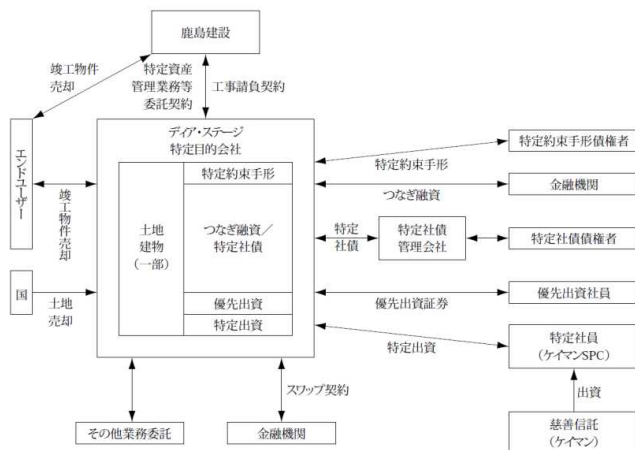 鹿島建設
竣工物件
売却
特定資産
管理業務等
委託契約
工事請負契約
ディア・ステージ
特定目的会社
エンドユーザー
竣工物件売却
国
土地
売却
土地
建物
(一部)
特定約束手形
つなぎ融資/
特定社債
優先出資
特定出資
特定約束手形
特定約束手形債権者
つなぎ融資
金融機関
特定
社債
特定社債
管理会社
特定社債債権者
優先出資証券
優先出資社員
特定出資
特定社員
(ケイマンSPC)
出資
慈善信託
(ケイマン)
スワップ契約
その他業務委託
金融機関